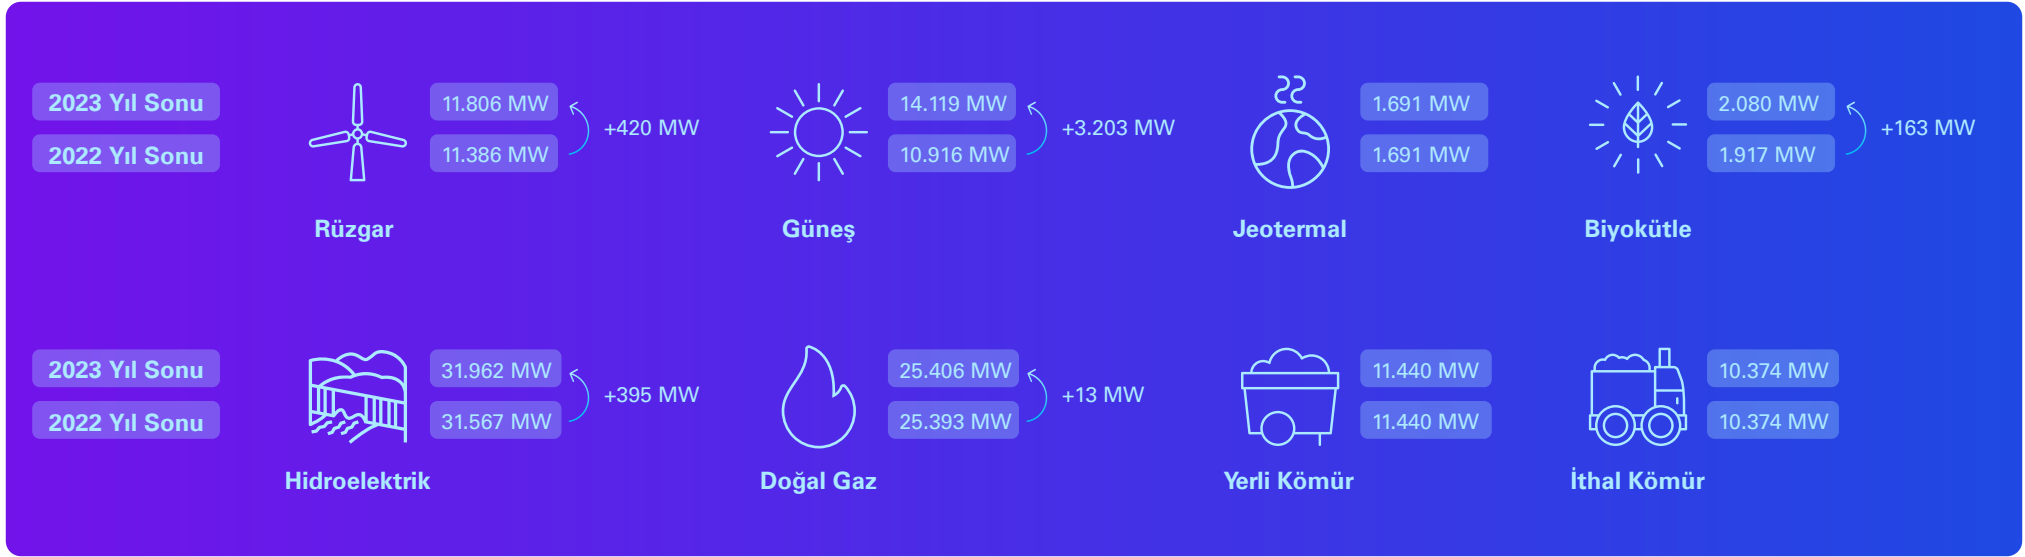 2023 Yıl Sonu
2022 Yıl Sonu
11.806 MW
11.386 MW
+420 MW
Rüzgar
14.119 MW
10.916 MW
+3.203 MW
Güneş
1.691 MW
1.691 MW
Jeotermal
2.080 MW
1.917 MW
+163 MW
Biyokütle
2023 Yıl Sonu
2022 Yıl Sonu
31.962 MW
31.567 MW
+395 MW
Hidroelektrik
25.406 MW
25.393 MW
+13 MW
Doğal Gaz
11.440 MW
11.440 MW
Yerli Kömür
10.374 MW
10.374 MW
İthal Kömür